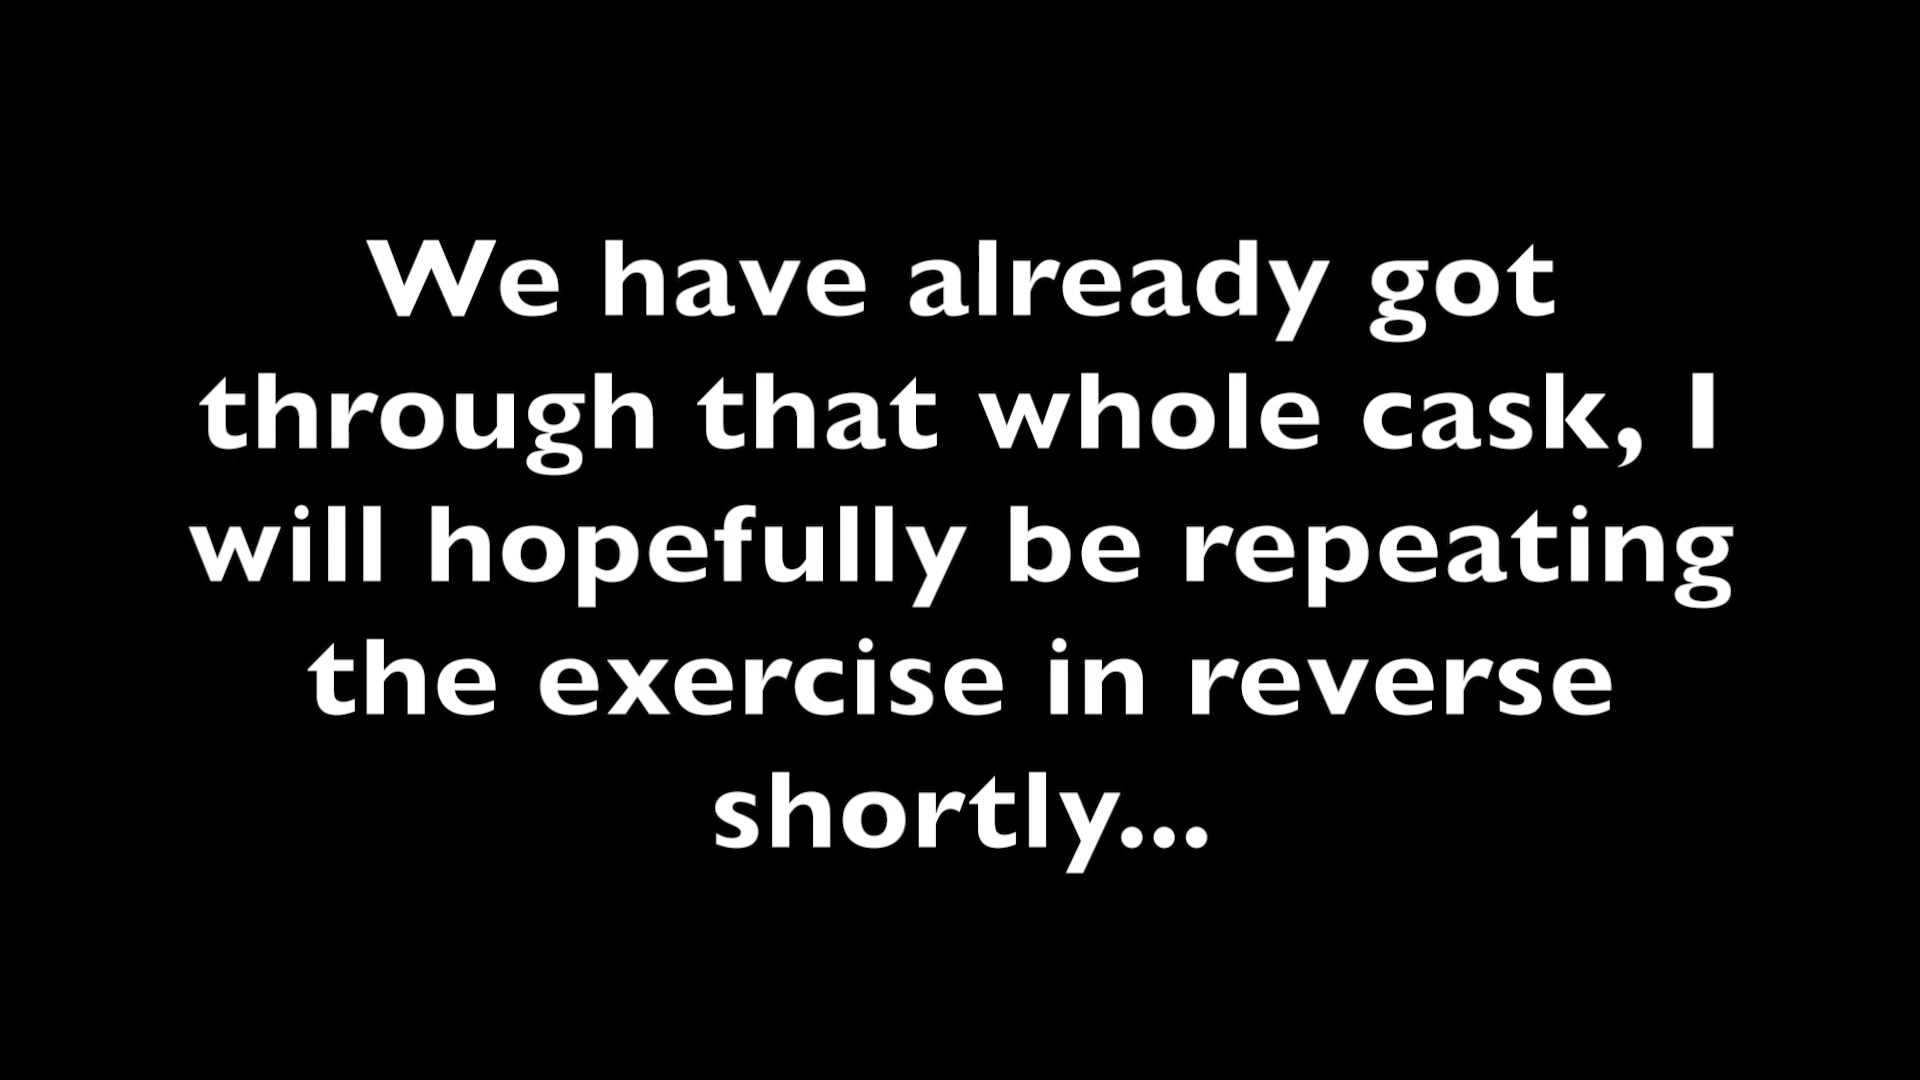 We have already got
through that whole cask, I
will hopefully be repeating
the exercise in reverse
shortly...